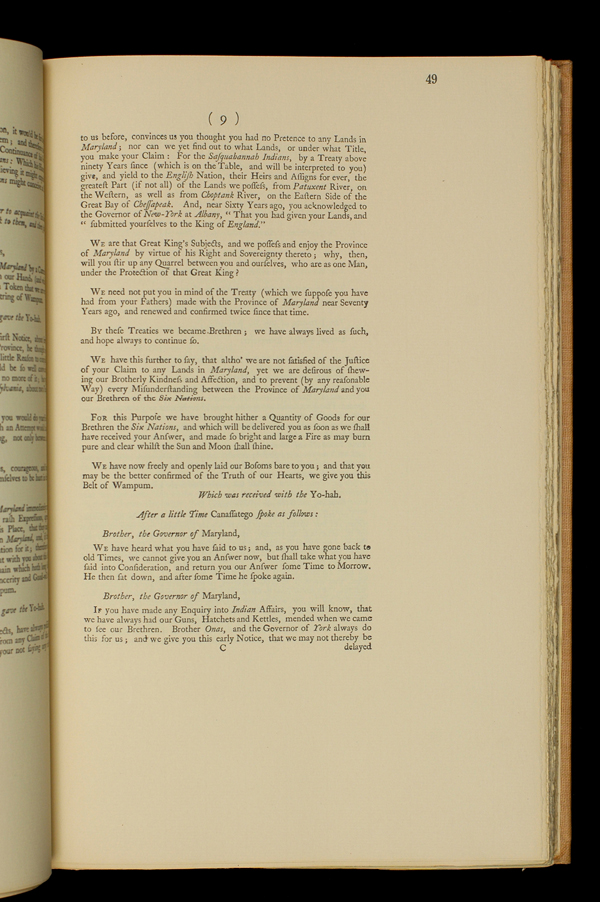 49
( 9 )
to us before, convinces us you thought you had no Pretence to any Lands in
Maryland; nor can we yet find out to what Lands, or under what Title,
you make your Claim: For the Saſquahannah Indians, by a Treaty above
ninety Years ſince (which is on the Table, and will be interpreted to you)
give, and yield to the Engliſh Nation, their Heirs and Aſſigns for ever, the
greateſt Part (if not all) of the Lands we poſſeſs, from Patuxent River, on
the Weſtern, as well as from Choptank River, on the Eaſtern Side of the
Great Bay of Cheſſapeak. And, near Sixty Years ago, you acknowledged to
the Governor of New-York at Albany, " That you had given your Lands, and
" ſubmitted yourſelves to the King of England."
WE are that Great King's Subjects, and we poſſeſs and enjoy the Province
of Maryland by virtue of his Right and Sovereignty thereto; why, then,
will you ſtir up any Quarrel between you and ourſelves, who are as one Man,
under the Protection of that Great King?
WE need not put you in mind of the Treaty (which we ſuppoſe you have
had from your Fathers) made with the Province of Maryland near Seventy
Years ago, and renewed and confirmed twice ſince that time.
BY theſe Treaties we became Brethren; we have always lived as ſuch,
and hope always to continue ſo.
WE have this further to ſay, that altho' we are not ſatisfied of the Juſtice
of your Claim to any Lands in Maryland, yet we are deſirous of ſhew-
ing our Brotherly Kindneſs and Affection, and to prevent (by any reaſonable
Way) every Miſunderſtanding between the Province of Maryland and you
our Brethren of the Six Nations.
FOR this Purpoſe we have brought hither a Quantity of Goods for our
Brethren the Six Nations, and which will be delivered you as ſoon as we ſhall
have received your Anſwer, and made ſo bright and large a Fire as may burn
pure and clear whilſt the Sun and Moon ſhall ſhine.
WE have now freely and openly laid our Boſoms bare to you; and that you
may be the better confirmed of the Truth of our Hearts, we give you this
Belt of Wampum.
Which was received with the Yo-hah.
After a little Time Canaſſatego ſpoke as follows:
Brother, the Governor of Maryland,
WE have heard what you have ſaid to us; and, as you have gone back to
old Times, we cannot give you an Anſwer now, but ſhall take what you have
ſaid into Conſideration, and return you our Anſwer ſome Time to Morrow.
He then ſat down, and after ſome Time he ſpoke again.
Brother, the Governor of Maryland,
IF you have made any Enquiry into Indian Affairs, you will know, that
we have always had our Guns, Hatchets and Kettles, mended when we came
to ſee our Brethren. Brother Onas, and the Governor of York always do
this for us; and we give you this early Notice, that we may not thereby be
C delayed